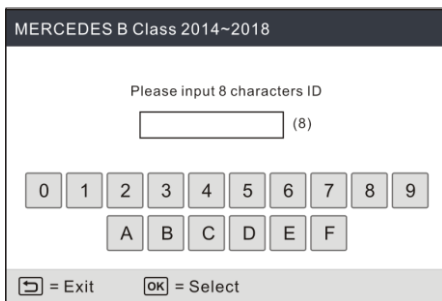 MERCEDES B Class 2014~2018
Please input 8 characters ID
(8)
0 1 2 3 4 5 6 7 8 9
A B C D E F
= Exit OK = Select